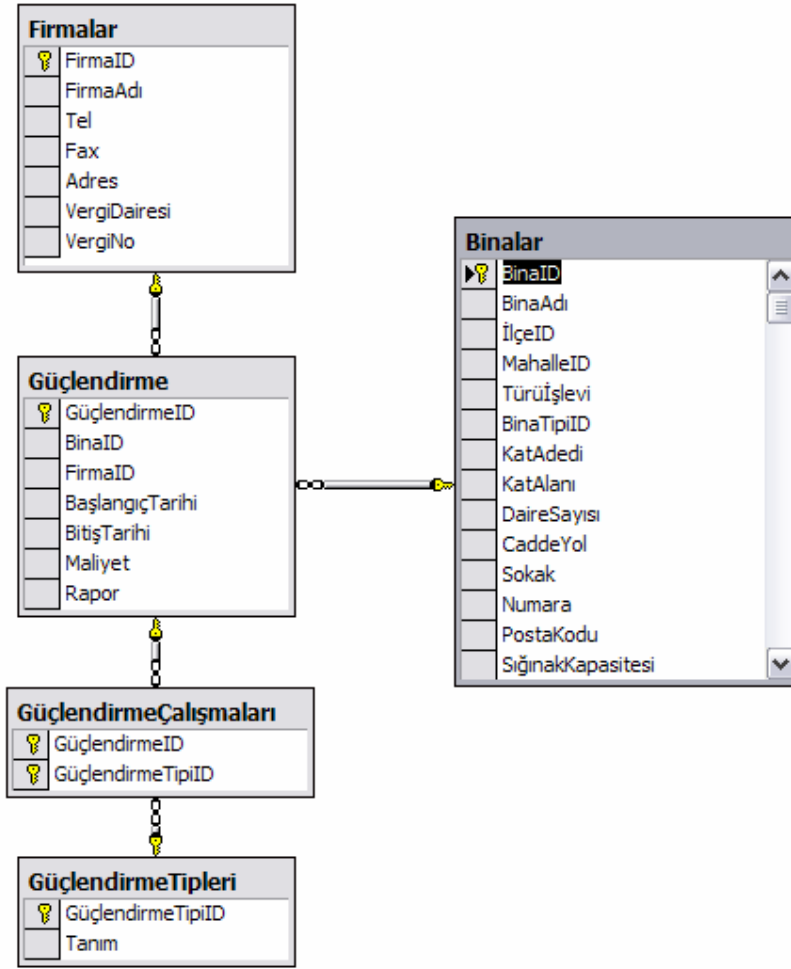 Firmalar
FirmaID
FirmaAdı
Tel
Fax
Adres
VergiDairesi
VergiNo
Güçlendirme
GüçlendirmeID
BinaID
FirmaID
BaşlangıçTarihi
BitişTarihi
Maliyet
Rapor
Binalar
BinaID
BinaAdı
İlçeID
MahalleID
Türüİşlevi
BinaTipiID
KatAdedi
KatAlanı
DaireSayısı
CaddeYol
Sokak
Numara
PostaKodu
SığınakKapasitesi
GüçlendirmeÇalışmaları
GüçlendirmeID
GüçlendirmeTipiID
GüçlendirmeTipleri
GüçlendirmeTipiID
Tanım